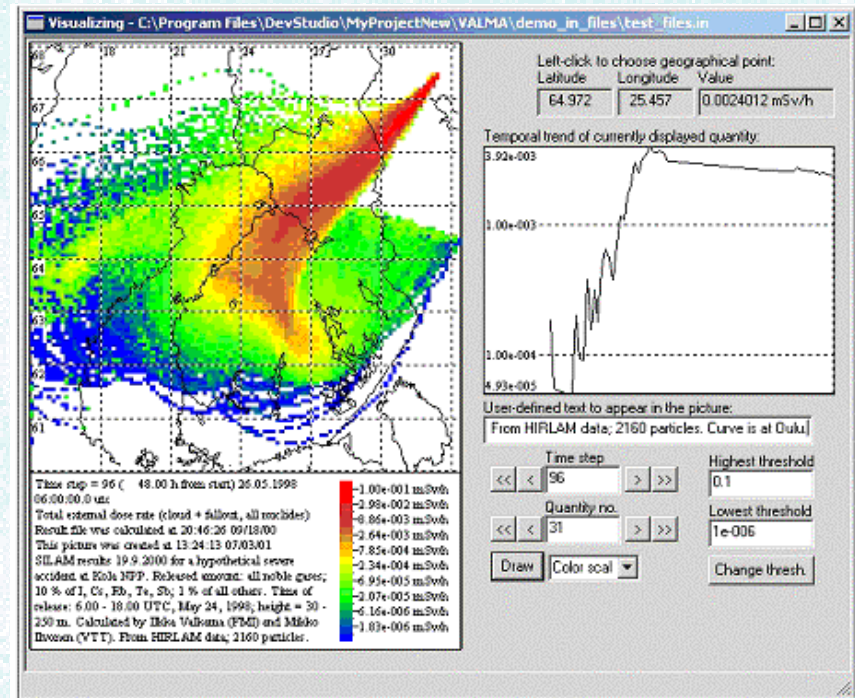 Visualizing - C:\Program Files\DevStudio\MyProjectNew\VALMA\demo_in_files\test_files.in
68 18 21 24 27 30
67
66
65
64
63
62
61
Time step = 96 ( 48.00 h from start) 26.05.1998
06:00:00.0 utc
Total external dose rate (cloud + fallout, all nuclides)
Result file was calculated at 20:46:26 09/18/00
This picture was created at 13:24:13 07/03/01
SILAM results 19.9.2000 for a hypothetical severe
accident at Kola NPP. Released amount: all noble gases;
10 % of I, Cs, Rb, Te, Sb; 1 % of all others. Time of
release: 6.00 - 18.00 UTC, May 24, 1998; height = 30 -
250 m. Calculated by Ilkka Valkama (FMI) and Mikko
Ilvonen (VTT). From HIRLAM data; 2160 particles.
1.00e-001 mSv/h
2.98e-002 mSv/h
8.86e-003 mSv/h
2.64e-003 mSv/h
7.85e-004 mSv/h
2.34e-004 mSv/h
6.95e-005 mSv/h
2.07e-005 mSv/h
6.16e-006 mSv/h
1.83e-006 mSv/h
Left-click to choose geographical point:
Latitude Longitude Value
64.972 25.457 0.0024012 mSv/h
Temporal trend of currently displayed quantity:
3.92e-003
1.00e-003
1.00e-004
4.93e-005
User-defined text to appear in the picture:
From HIRLAM data; 2160 particles. Curve is at Oulu.
Time step
<< < 96 > >>
Quantity no.
<< < 31 > >>
Draw Color scal
Highest threshold
0.1
Lowest threshold
1e-006
Change thresh.